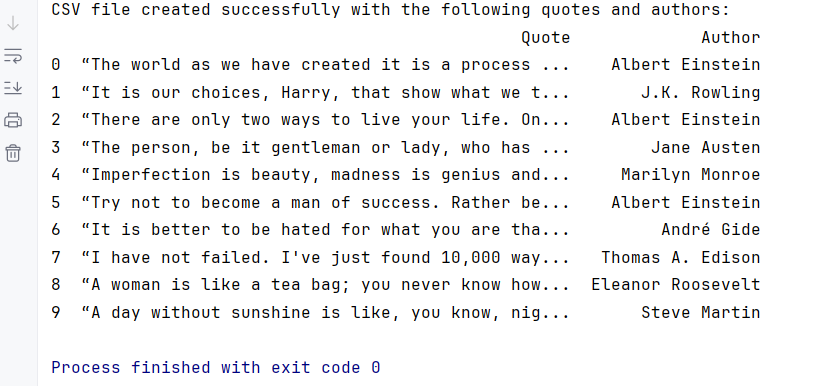 CSV file created successfully with the following quotes and authors:
Quote Author
0 “The world as we have created it is a process ... Albert Einstein
1 “It is our choices, Harry, that show what we t... J.K. Rowling
2 “There are only two ways to live your life. On... Albert Einstein
3 “The person, be it gentleman or lady, who has ... Jane Austen
4 “Imperfection is beauty, madness is genius and... Marilyn Monroe
5 “Try not to become a man of success. Rather be... Albert Einstein
6 “It is better to be hated for what you are tha... André Gide
7 “I have not failed. I've just found 10,000 way... Thomas A. Edison
8 “A woman is like a tea bag; you never know how... Eleanor Roosevelt
9 “A day without sunshine is like, you know, nig... Steve Martin
Process finished with exit code 0